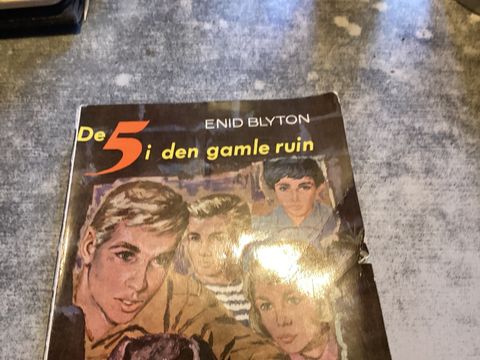 ENID BLYTON
De 5 i den gamle ruin